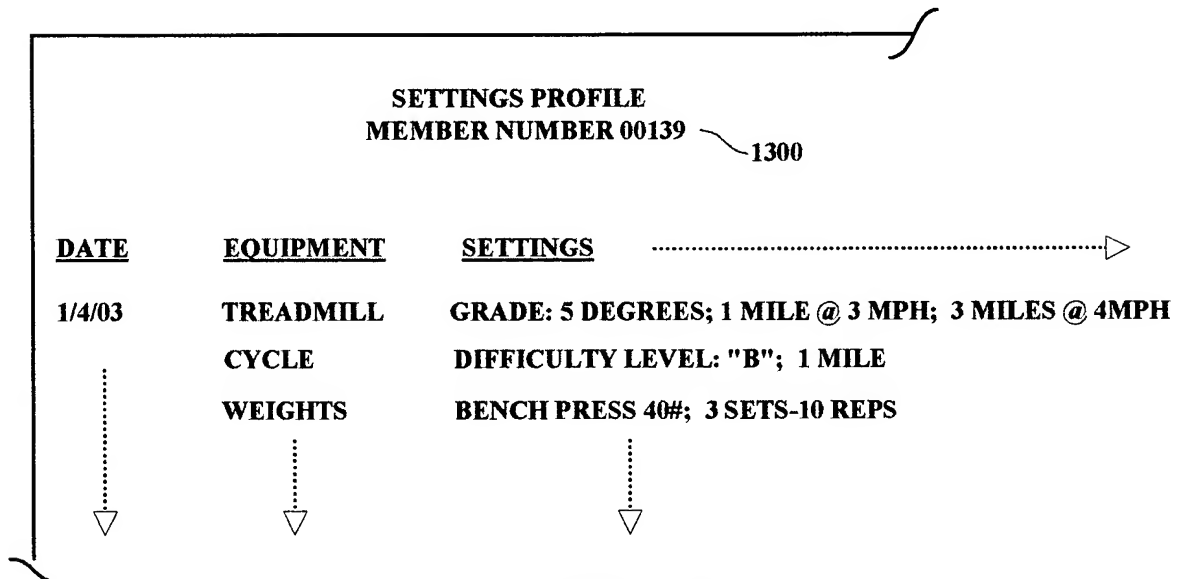 SETTINGS PROFILE
MEMBER NUMBER 00139
1300
DATE EQUIPMENT SETTINGS
1/4/03 TREADMILL GRADE: 5 DEGREES; 1 MILE @ 3 MPH; 3 MILES @ 4MPH
CYCLE DIFFICULTY LEVEL: "B"; 1 MILE
WEIGHTS BENCH PRESS 40#; 3 SETS-10 REPS